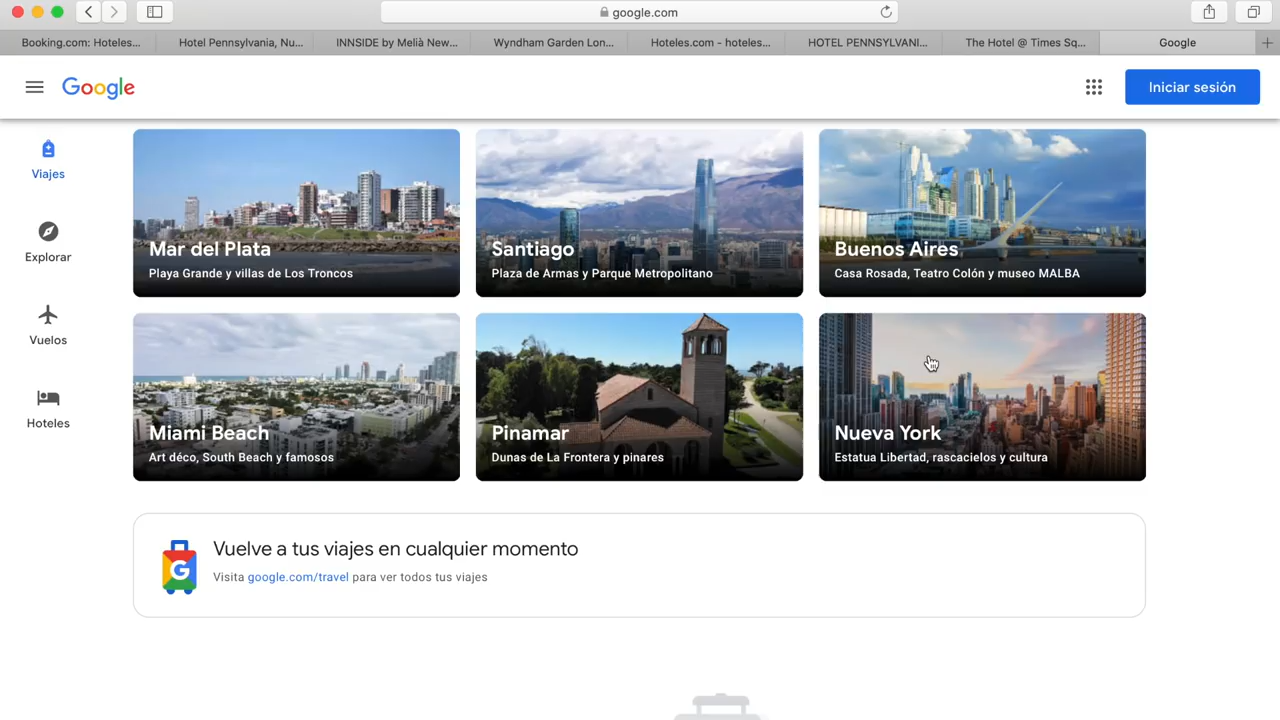 google.com
Booking.com: Hoteles...
Hotel Pennsylvania, Nu...
INNSIDE by Melià New...
Wyndham Garden Lon...
Hoteles.com - hoteles...
HOTEL PENNSYLVANI...
The Hotel @ Times Sq...
Google
Google
Iniciar sesión
Viajes
Explorar
Vuelos
Hoteles
Mar del Plata
Playa Grande y villas de Los Troncos
Santiago
Plaza de Armas y Parque Metropolitano
Buenos Aires
Casa Rosada, Teatro Colón y museo MALBA
Miami Beach
Art déco, South Beach y famosos
Pinamar
Dunas de La Frontera y pinares
Nueva York
Estatua Libertad, rascacielos y cultura
G
Vuelve a tus viajes en cualquier momento
Visita google.com/travel para ver todos tus viajes